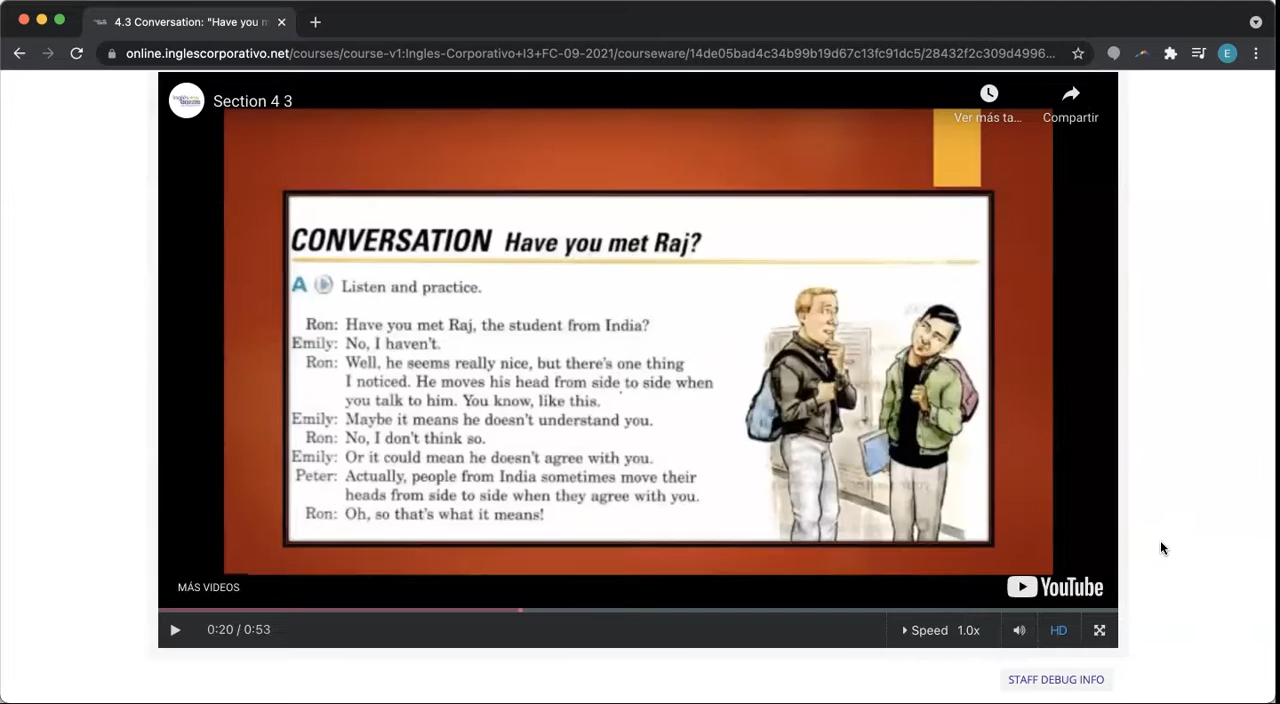 4.3 Conversation: "Have you m
online.inglescorporativo.net/courses/course-v1:Ingles-Corporativo+I3+FC-09-2021/courseware/14de05bad4c34b99b19d67c13fc91dc5/28432f2c309d4996...
E
Section 4 3
Ver más ta...
Compartir
CONVERSATION Have you met Raj?
A Listen and practice.
Ron: Have you met Raj, the student from India?
Emily: No, I haven't.
Ron: Well, he seems really nice, but there's one thing
I noticed. He moves his head from side to side when
you talk to him. You know, like this.
Emily: Maybe it means he doesn't understand you.
Ron: No, I don't think so.
Emily: Or it could mean he doesn't agree with you.
Peter: Actually, people from India sometimes move their
heads from side to side when they agree with you.
Ron: Oh, so that's what it means!
MÁS VIDEOS
YouTube
0:20 / 0:53
Speed 1.0x
HD
STAFF DEBUG INFO